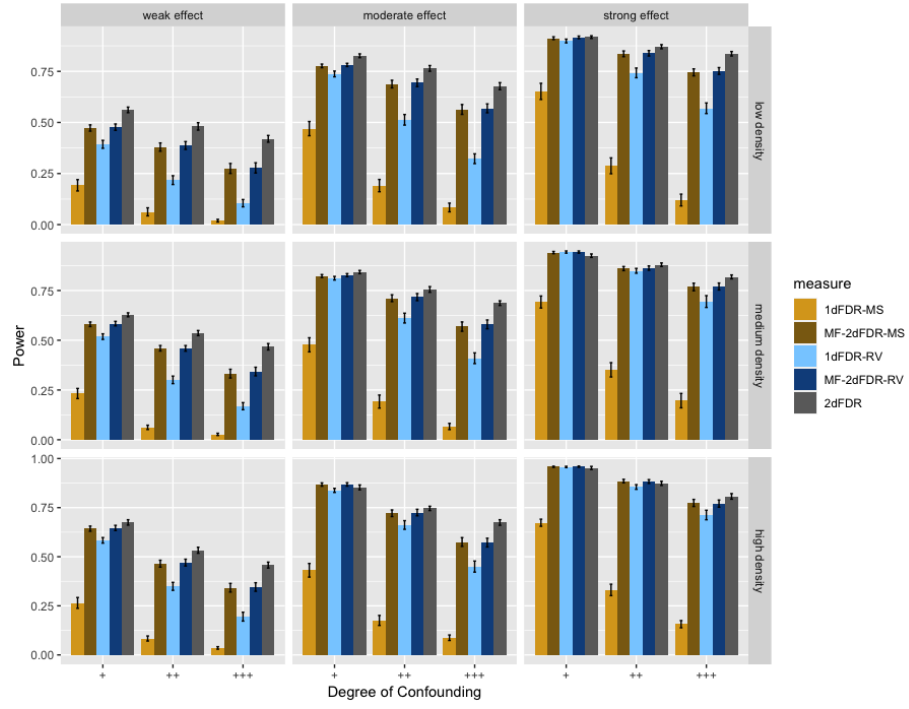 weak effect
moderate effect
strong effect
0.75
0.50
0.25
0.00
low density
0.75
0.50
0.25
0.00
medium density
1.00
0.75
0.50
0.25
0.00
high density
Power
+ ++ +++ + ++ +++ + ++ +++
Degree of Confounding
measure
1dFDR-MS
MF-2dFDR-MS
1dFDR-RV
MF-2dFDR-RV
2dFDR